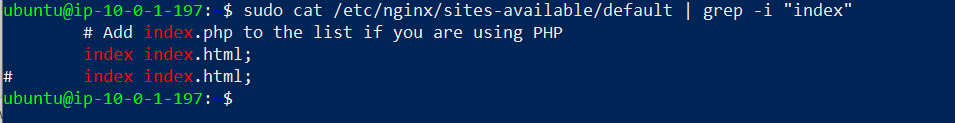 ubuntu@ip-10-0-1-197:~$ sudo cat /etc/nginx/sites-available/default | grep -i "index"
        # Add index.php to the list if you are using PHP
        index index.html;
#       index index.html;
ubuntu@ip-10-0-1-197:~$